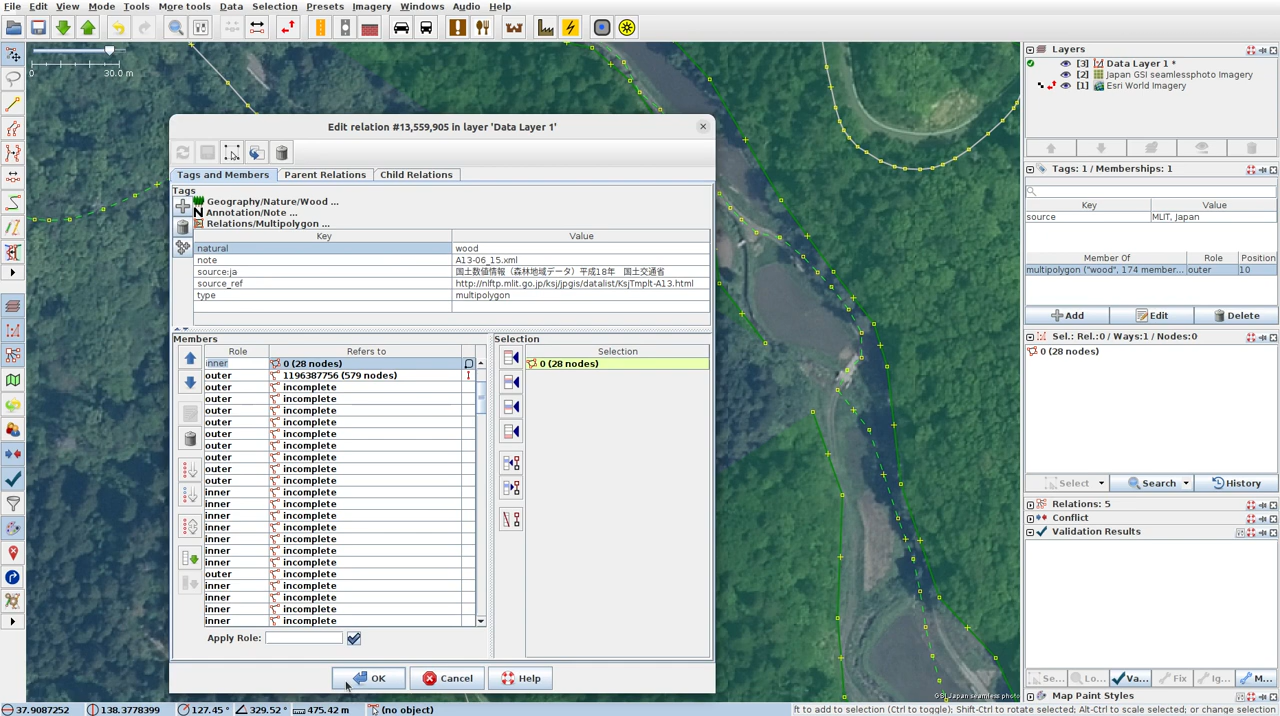 File Edit View Mode Tools More tools Data Selection Presets Imagery Windows Audio Help
0 30.0 m
Edit relation #13,559,905 in layer 'Data Layer 1'
Tags and Members Parent Relations Child Relations
Tags
Geography/Nature/Wood ...
Annotation/Note ...
Relations/Multipolygon ...
Key Value
natural wood
note A13-06_15.xml
source:ja 国土数値情報（森林地域データ）平成18年 国土交通省
source_ref http://nlftp.mlit.go.jp/ksj/jpgis/datalist/KsjTmplt-A13.html
type multipolygon
Members
Role Refers to
inner 0 (28 nodes)
outer 1196387756 (579 nodes)
outer incomplete
outer incomplete
outer incomplete
outer incomplete
outer incomplete
outer incomplete
outer incomplete
outer incomplete
outer incomplete
inner incomplete
inner incomplete
inner incomplete
inner incomplete
inner incomplete
inner incomplete
inner incomplete
outer incomplete
inner incomplete
inner incomplete
inner incomplete
inner incomplete
Apply Role:
Selection
Selection
0 (28 nodes)
OK Cancel Help
Layers
[3] Data Layer 1 *
[2] Japan GSI seamlessphoto Imagery
[1] Esri World Imagery
Tags: 1 / Memberships: 1
Key Value
source MLIT, Japan
Member Of Role Position
multipolygon ("wood", 174 member... outer 10
Add Edit Delete
Sel.: Rel.:0 / Ways:1 / Nodes:0
0 (28 nodes)
Select Search History
Relations: 5
Conflict
Validation Results
Se... Lo... Va... Fix Ig... M...
Map Paint Styles
GSI Japan seamless photo
37.9087252 138.3778399 127.45° 329.52° 475.42 m (no object) ft to add to selection (Ctrl to toggle); Shift-Ctrl to rotate selected; Alt-Ctrl to scale selected; or change selection